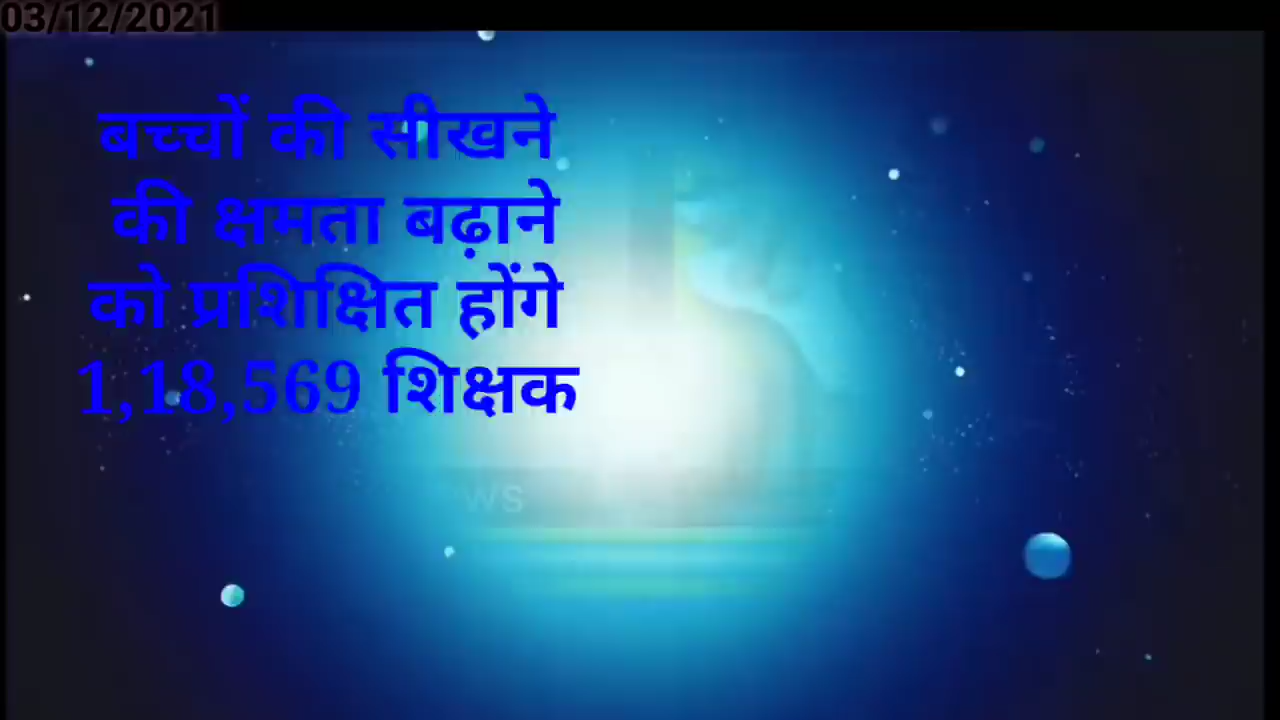 03/12/2021
बच्चों की सीखने
की क्षमता बढ़ाने
को प्रशिक्षित होंगे
1,18,569 शिक्षक